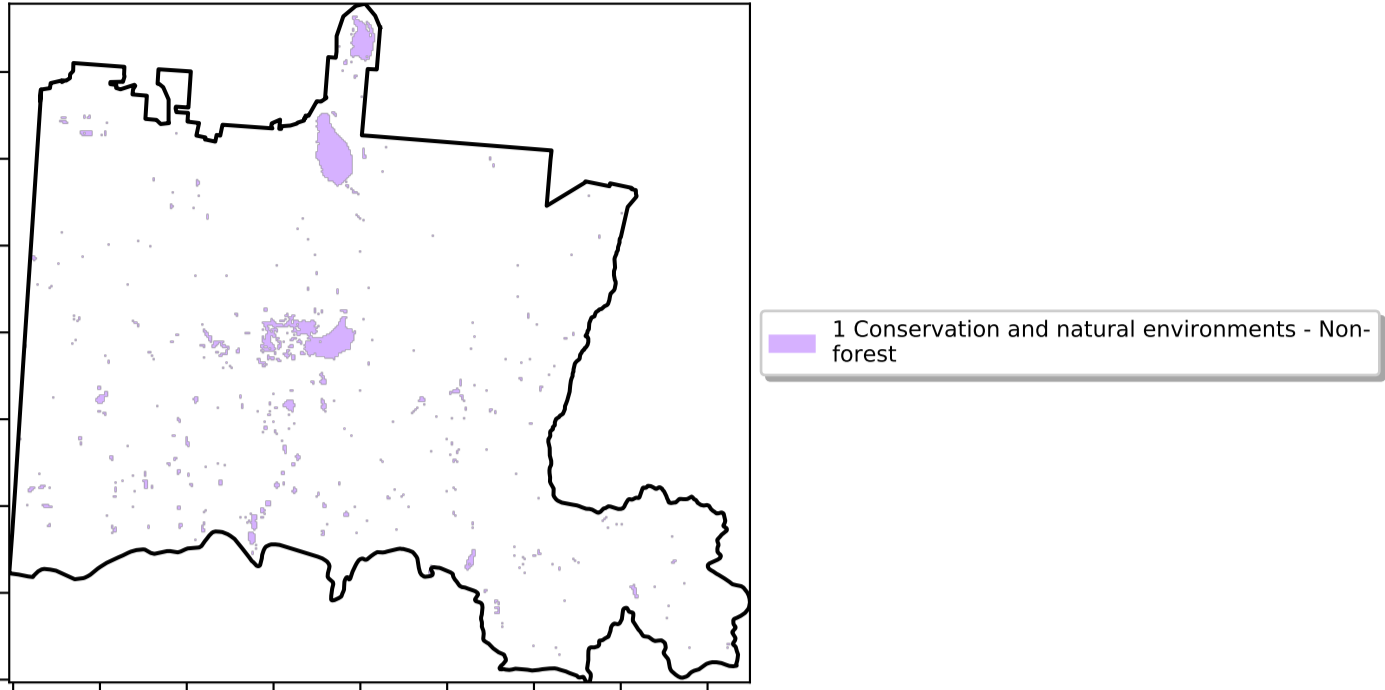 1 Conservation and natural environments - Non-
forest